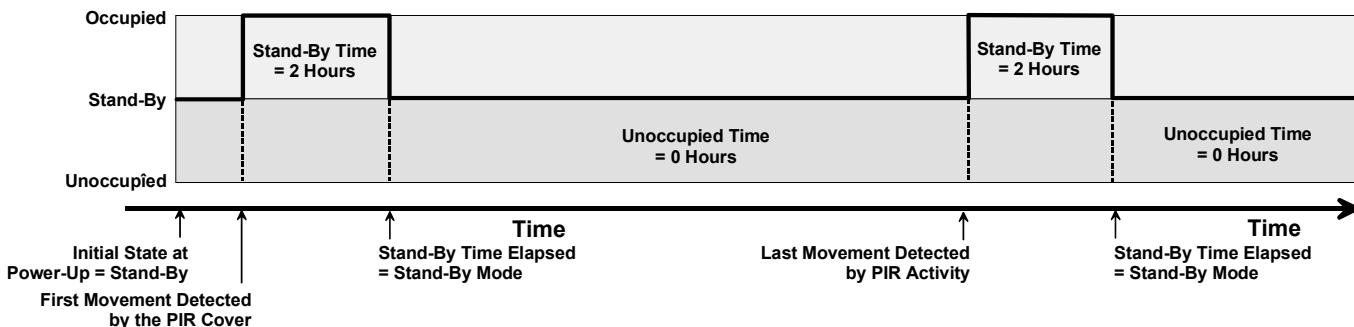 Occupied
Stand-By Time
= 2 Hours
Stand-By Time
= 2 Hours
Stand-By
Unoccupied Time
= 0 Hours
Unoccupied Time
= 0 Hours
Unoccupîed
Time
Time
Initial State at
Power-Up = Stand-By
Stand-By Time Elapsed
= Stand-By Mode
Last Movement Detected
by PIR Activity
Stand-By Time Elapsed
= Stand-By Mode
First Movement Detected
by the PIR Cover